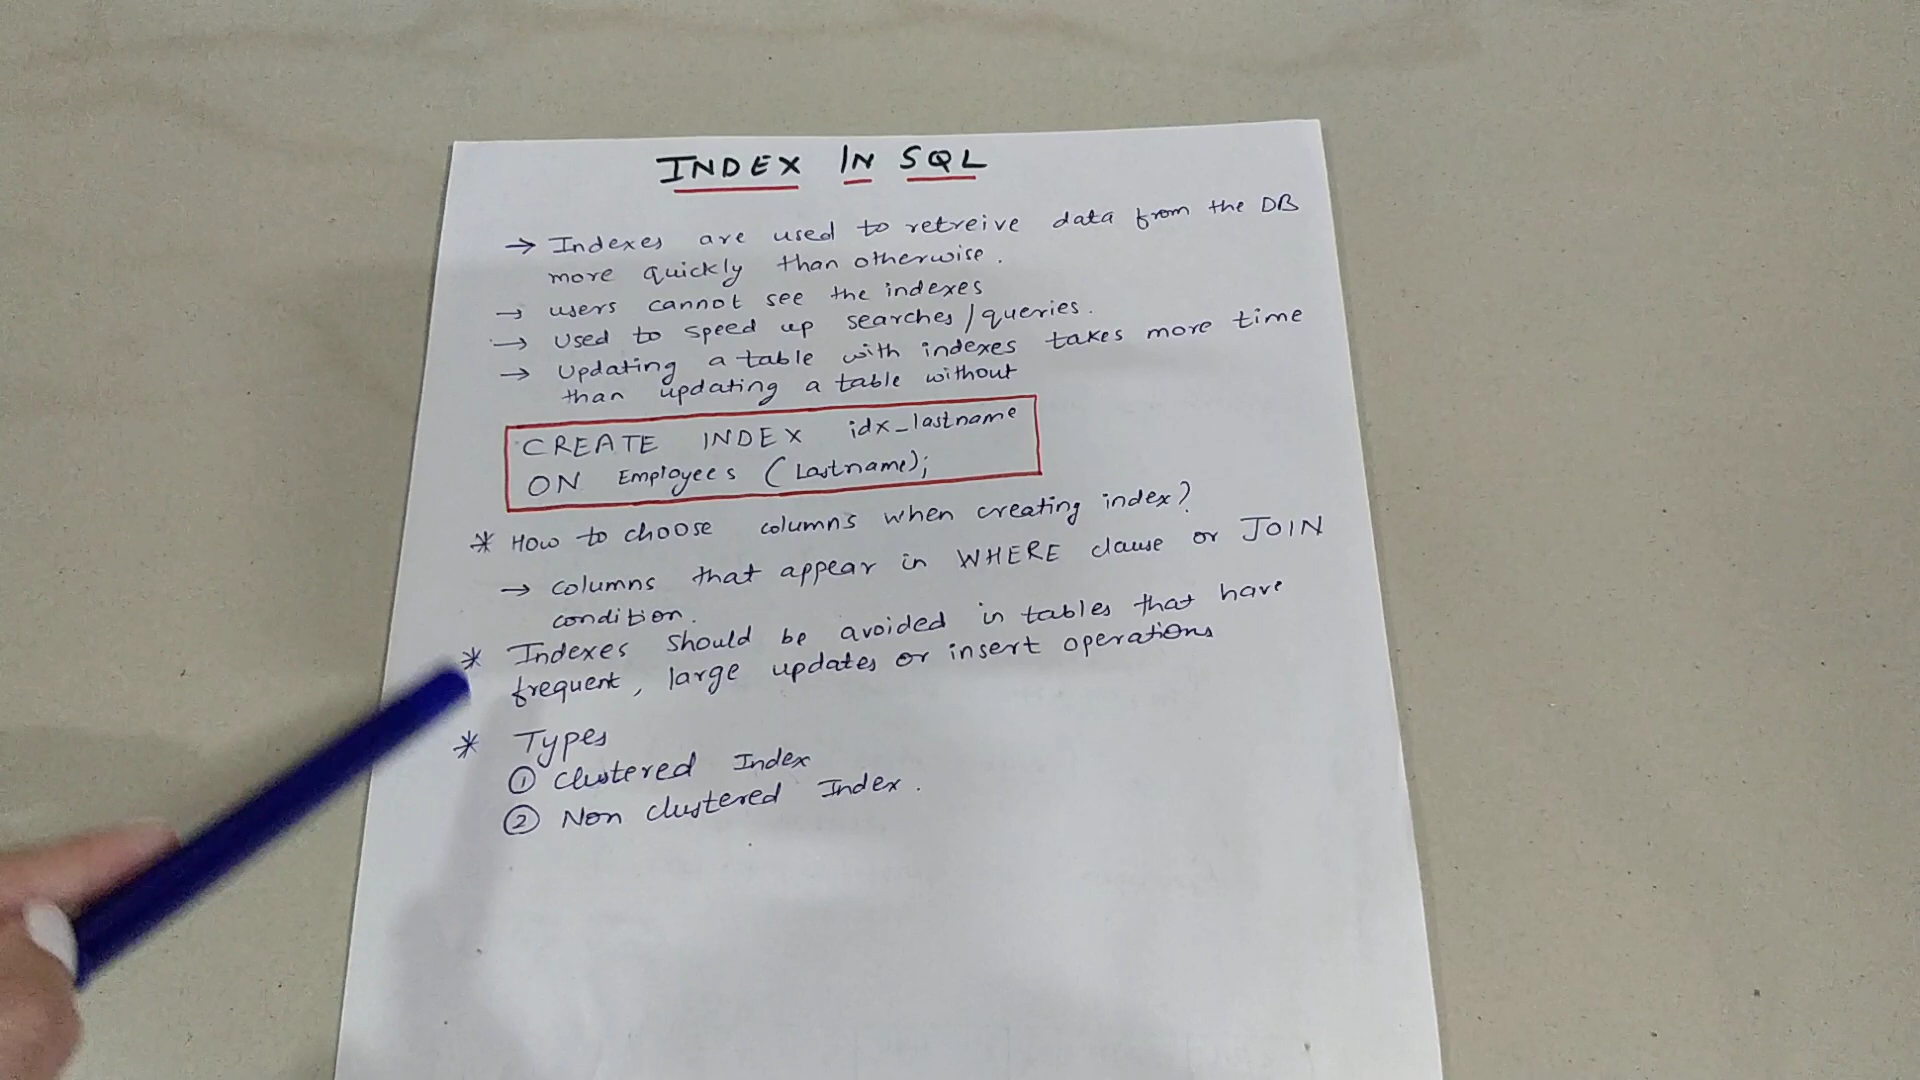 INDEX IN SQL
→ Indexes are used to retreive data from the DB
more quickly than otherwise.
→ users cannot see the indexes
→ Used to speed up searches/queries.
→ Updating a table with indexes takes more time
than updating a table without
CREATE INDEX idx_lastname
ON Employees (Lastname);
* How to choose columns when creating index?
→ columns that appear in WHERE clause or JOIN
condition.
* Indexes should be avoided in tables that have
frequent, large updates or insert operations
* Types
① Clustered Index
② Non clustered Index.